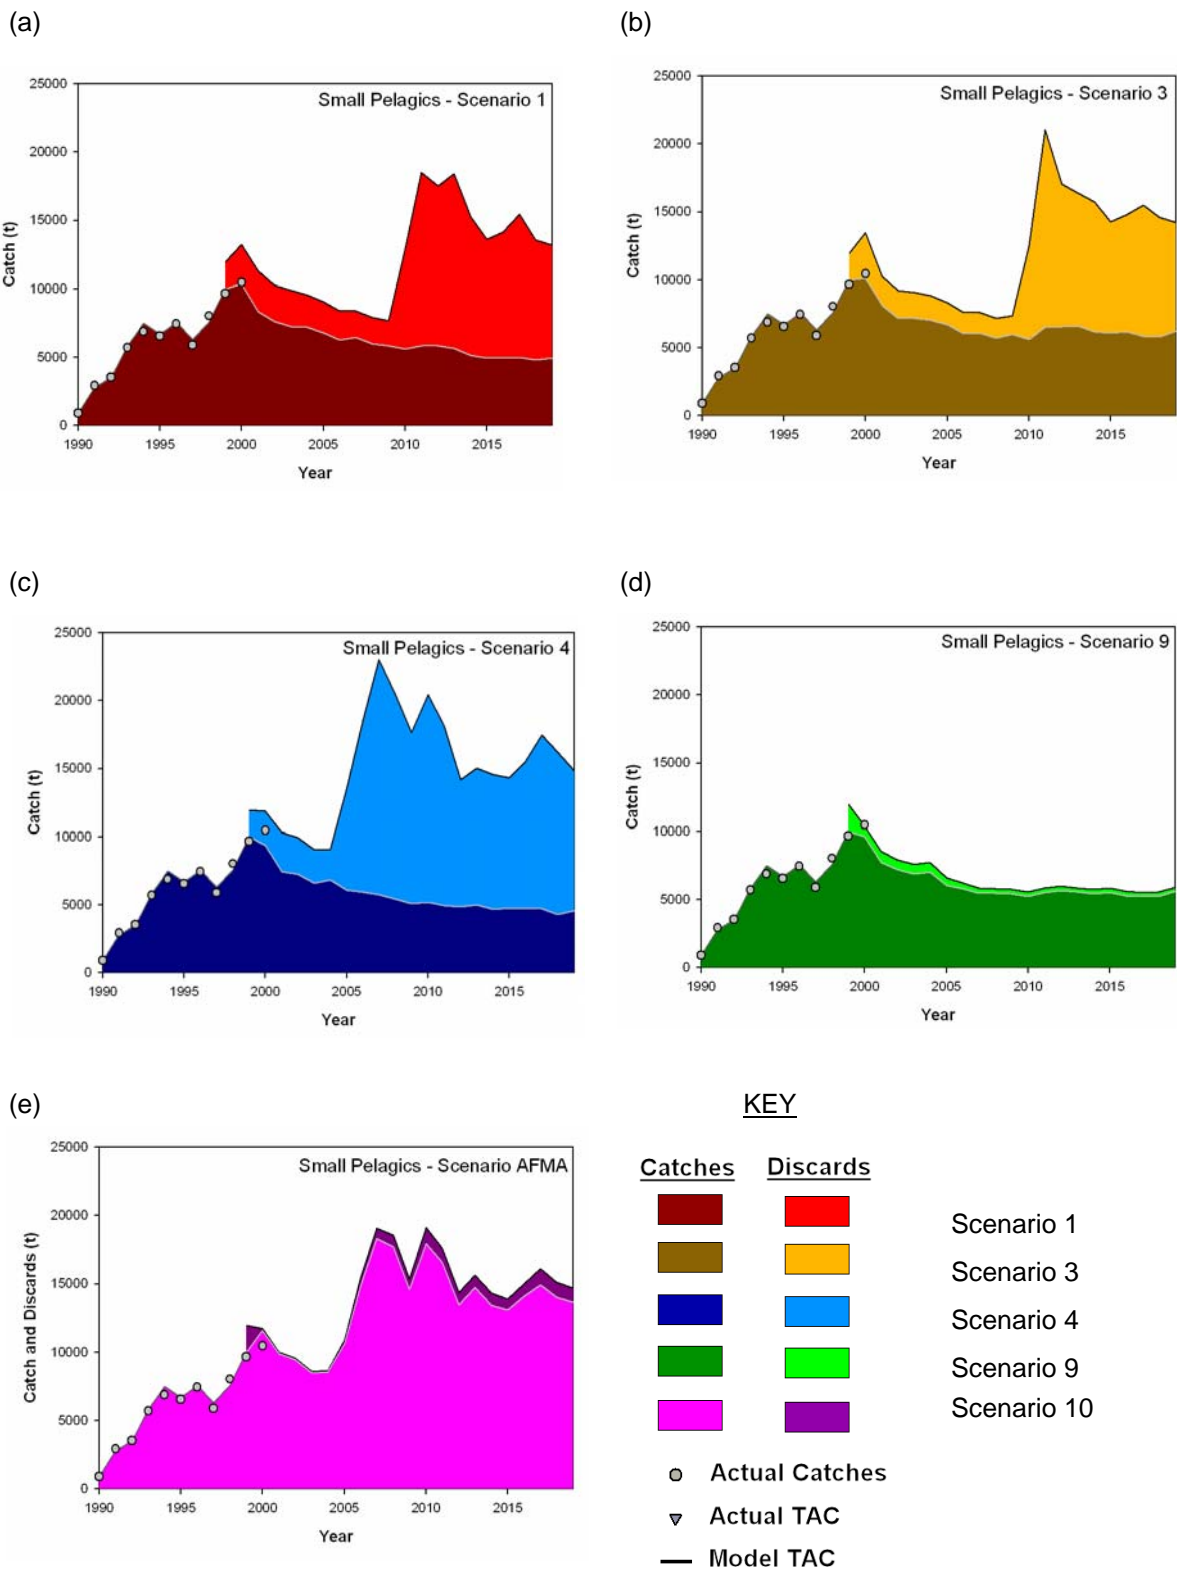 (a)
(b)
25000
20000
15000
10000
5000
0
Catch (t)
Small Pelagics - Scenario 1
1990
1995
2000
2005
2010
2015
Year
25000
20000
15000
10000
5000
0
Catch (t)
Small Pelagics - Scenario 3
1990
1995
2000
2005
2010
2015
Year
(c)
(d)
25000
20000
15000
10000
5000
0
Catch (t)
Small Pelagics - Scenario 4
1990
1995
2000
2005
2010
2015
Year
25000
20000
15000
10000
5000
0
Catch (t)
Small Pelagics - Scenario 9
1990
1995
2000
2005
2010
2015
Year
(e)
25000
20000
15000
10000
5000
0
Catch and Discards (t)
Small Pelagics - Scenario AFMA
1990
1995
2000
2005
2010
2015
Year
KEY
Catches Discards
Scenario 1
Scenario 3
Scenario 4
Scenario 9
Scenario 10
Actual Catches
Actual TAC
Model TAC